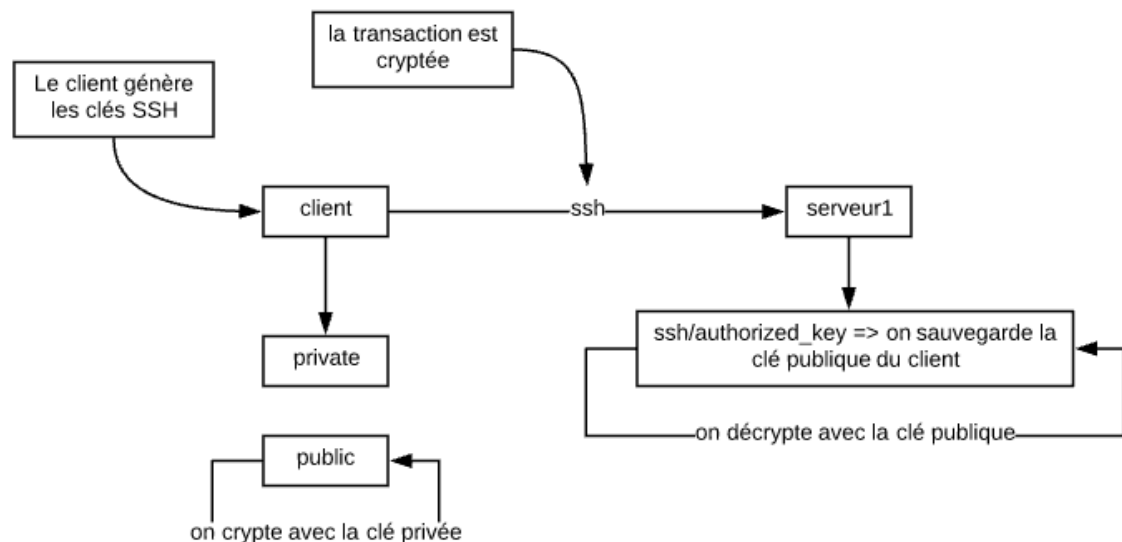 la transaction est
cryptée
Le client génère
les clés SSH
client
ssh
serveur1
private
ssh/authorized_key => on sauvegarde la
clé publique du client
on décrypte avec la clé publique
public
on crypte avec la clé privée